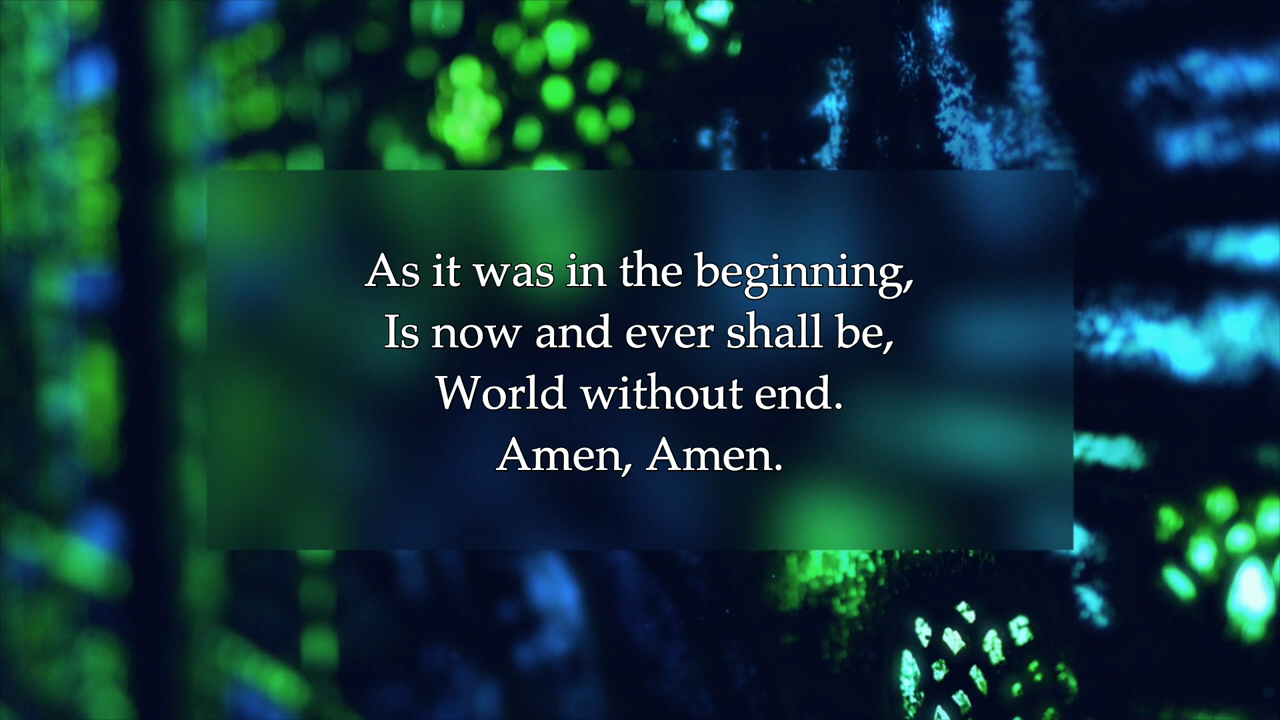 As it was in the beginning,
Is now and ever shall be,
World without end.
Amen, Amen.